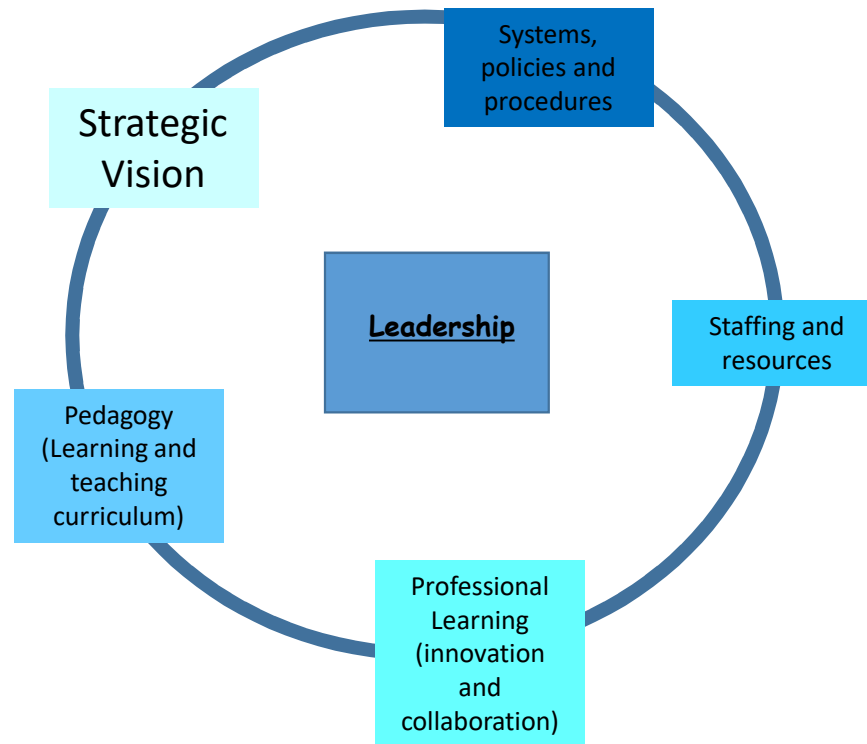 Systems,
policies and
procedures
Strategic
Vision
Leadership
Staffing and
resources
Pedagogy
(Learning and
teaching
curriculum)
Professional
Learning
(innovation
and
collaboration)